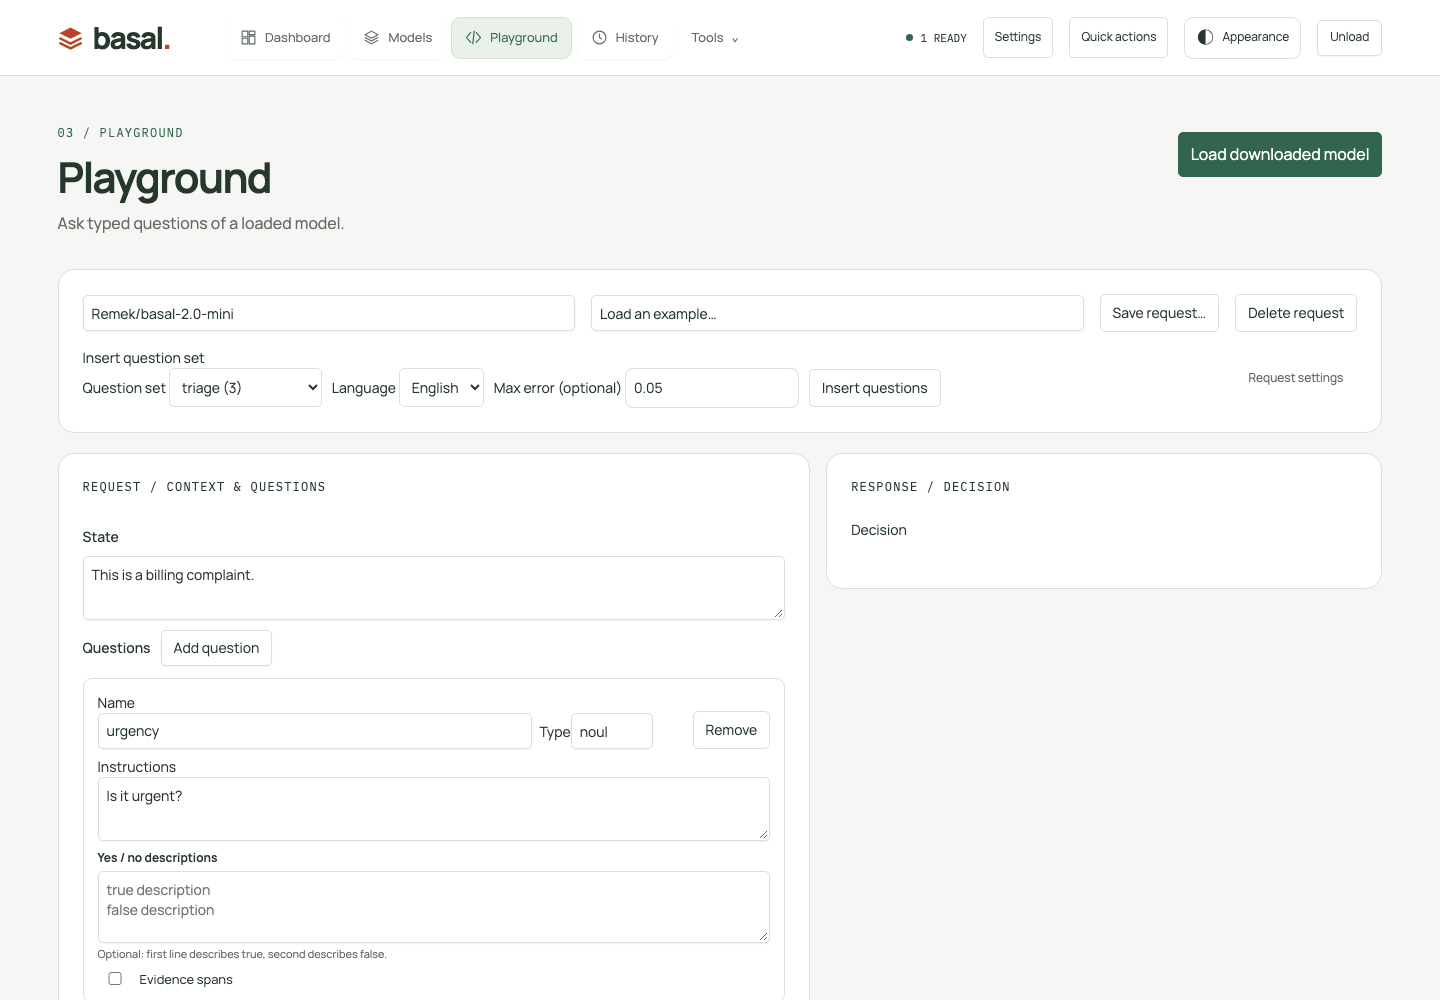 basal.
Dashboard
Models
Playground
History
Tools
1 READY
Settings
Quick actions
Appearance
Unload
03 / PLAYGROUND
Playground
Ask typed questions of a loaded model.
Load downloaded model
Remek/basal-2.0-mini
Load an example…
Save request…
Delete request
Insert question set
Question set triage (3) Language English Max error (optional) 0.05 Insert questions
Request settings
REQUEST / CONTEXT & QUESTIONS
State
This is a billing complaint.
Questions Add question
Name
urgency Type noul Remove
Instructions
Is it urgent?
Yes / no descriptions
true description
false description
Optional: first line describes true, second describes false.
Evidence spans
RESPONSE / DECISION
Decision